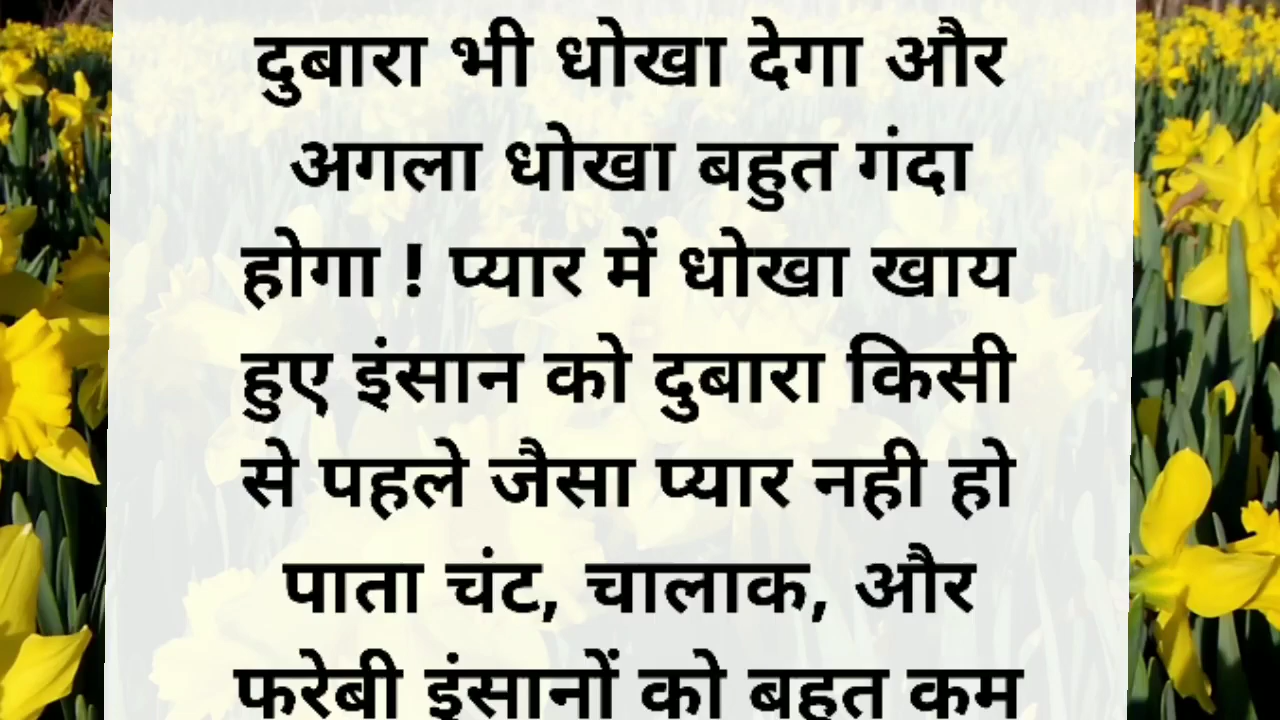 दुबारा भी धोखा देगा और
अगला धोखा बहुत गंदा
होगा ! प्यार में धोखा खाय
हुए इंसान को दुबारा किसी
से पहले जैसा प्यार नही हो
पाता चंट, चालाक, और
फरेबी इंसानों को बहुत कम